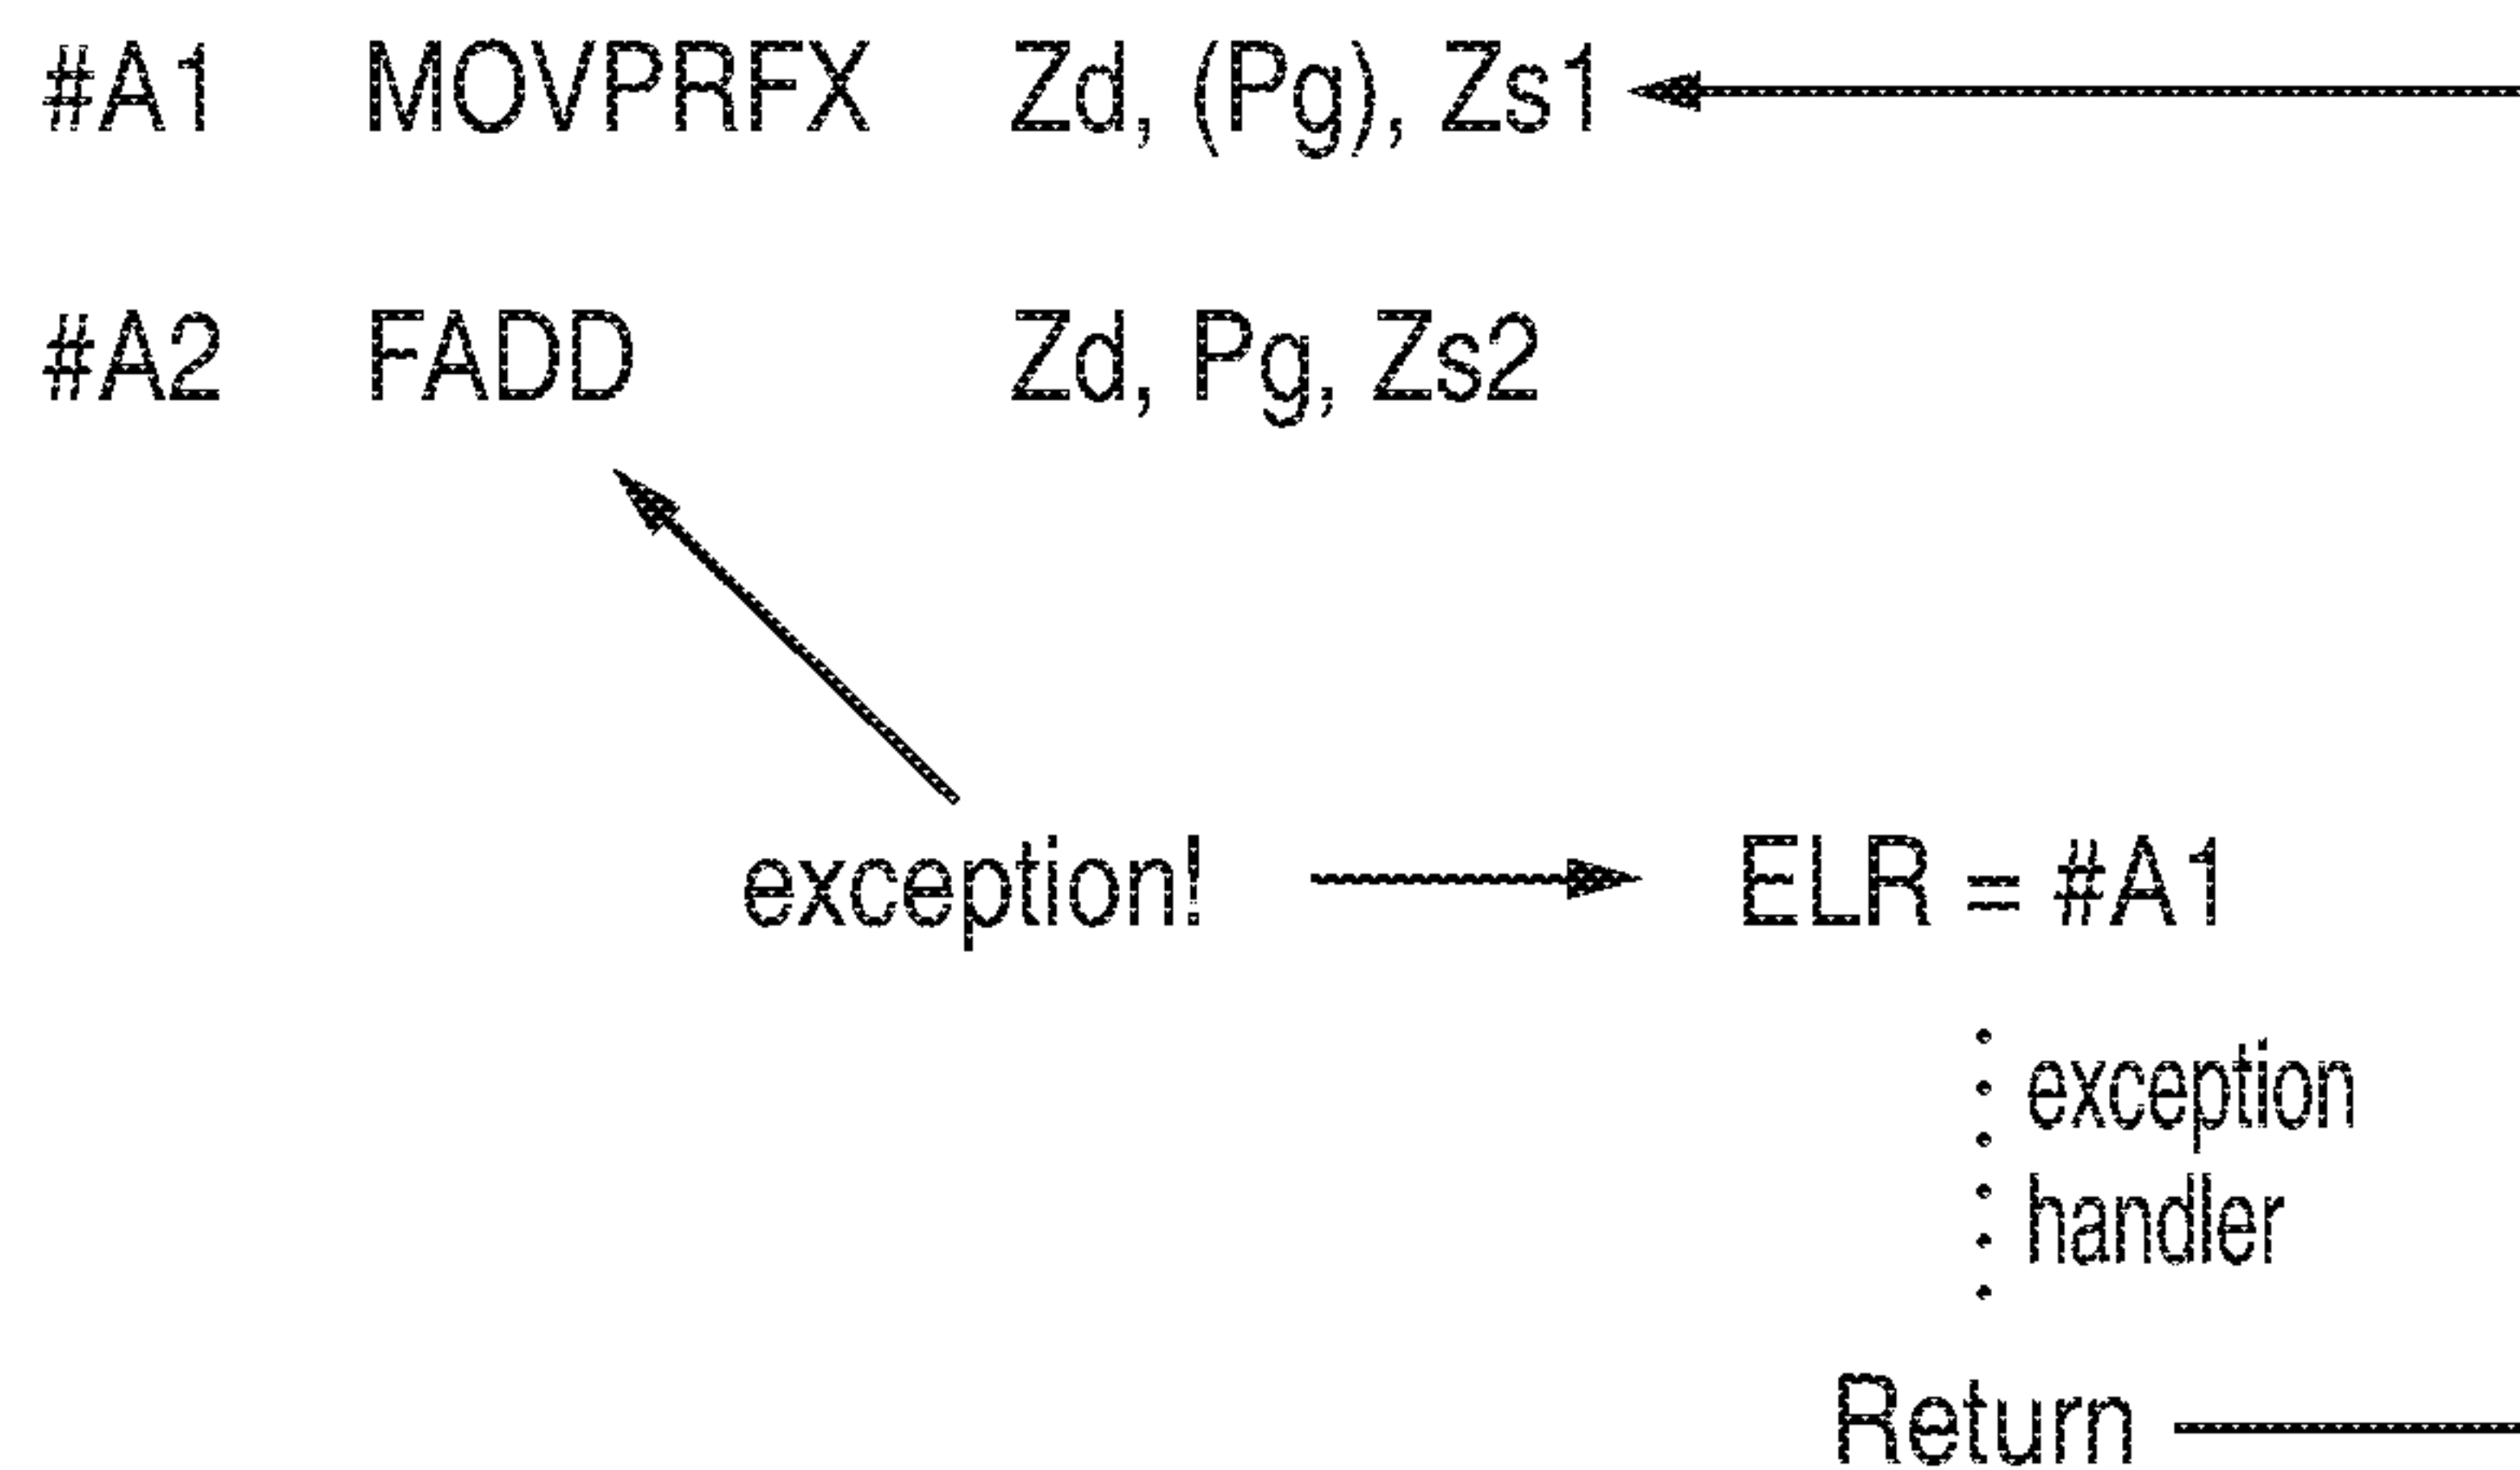 #A1 MOVPRFX Zd, (Pg), Zs1
#A2 FADD Zd, Pg, Zs2
exception! ELR = #A1
exception
handler
Return